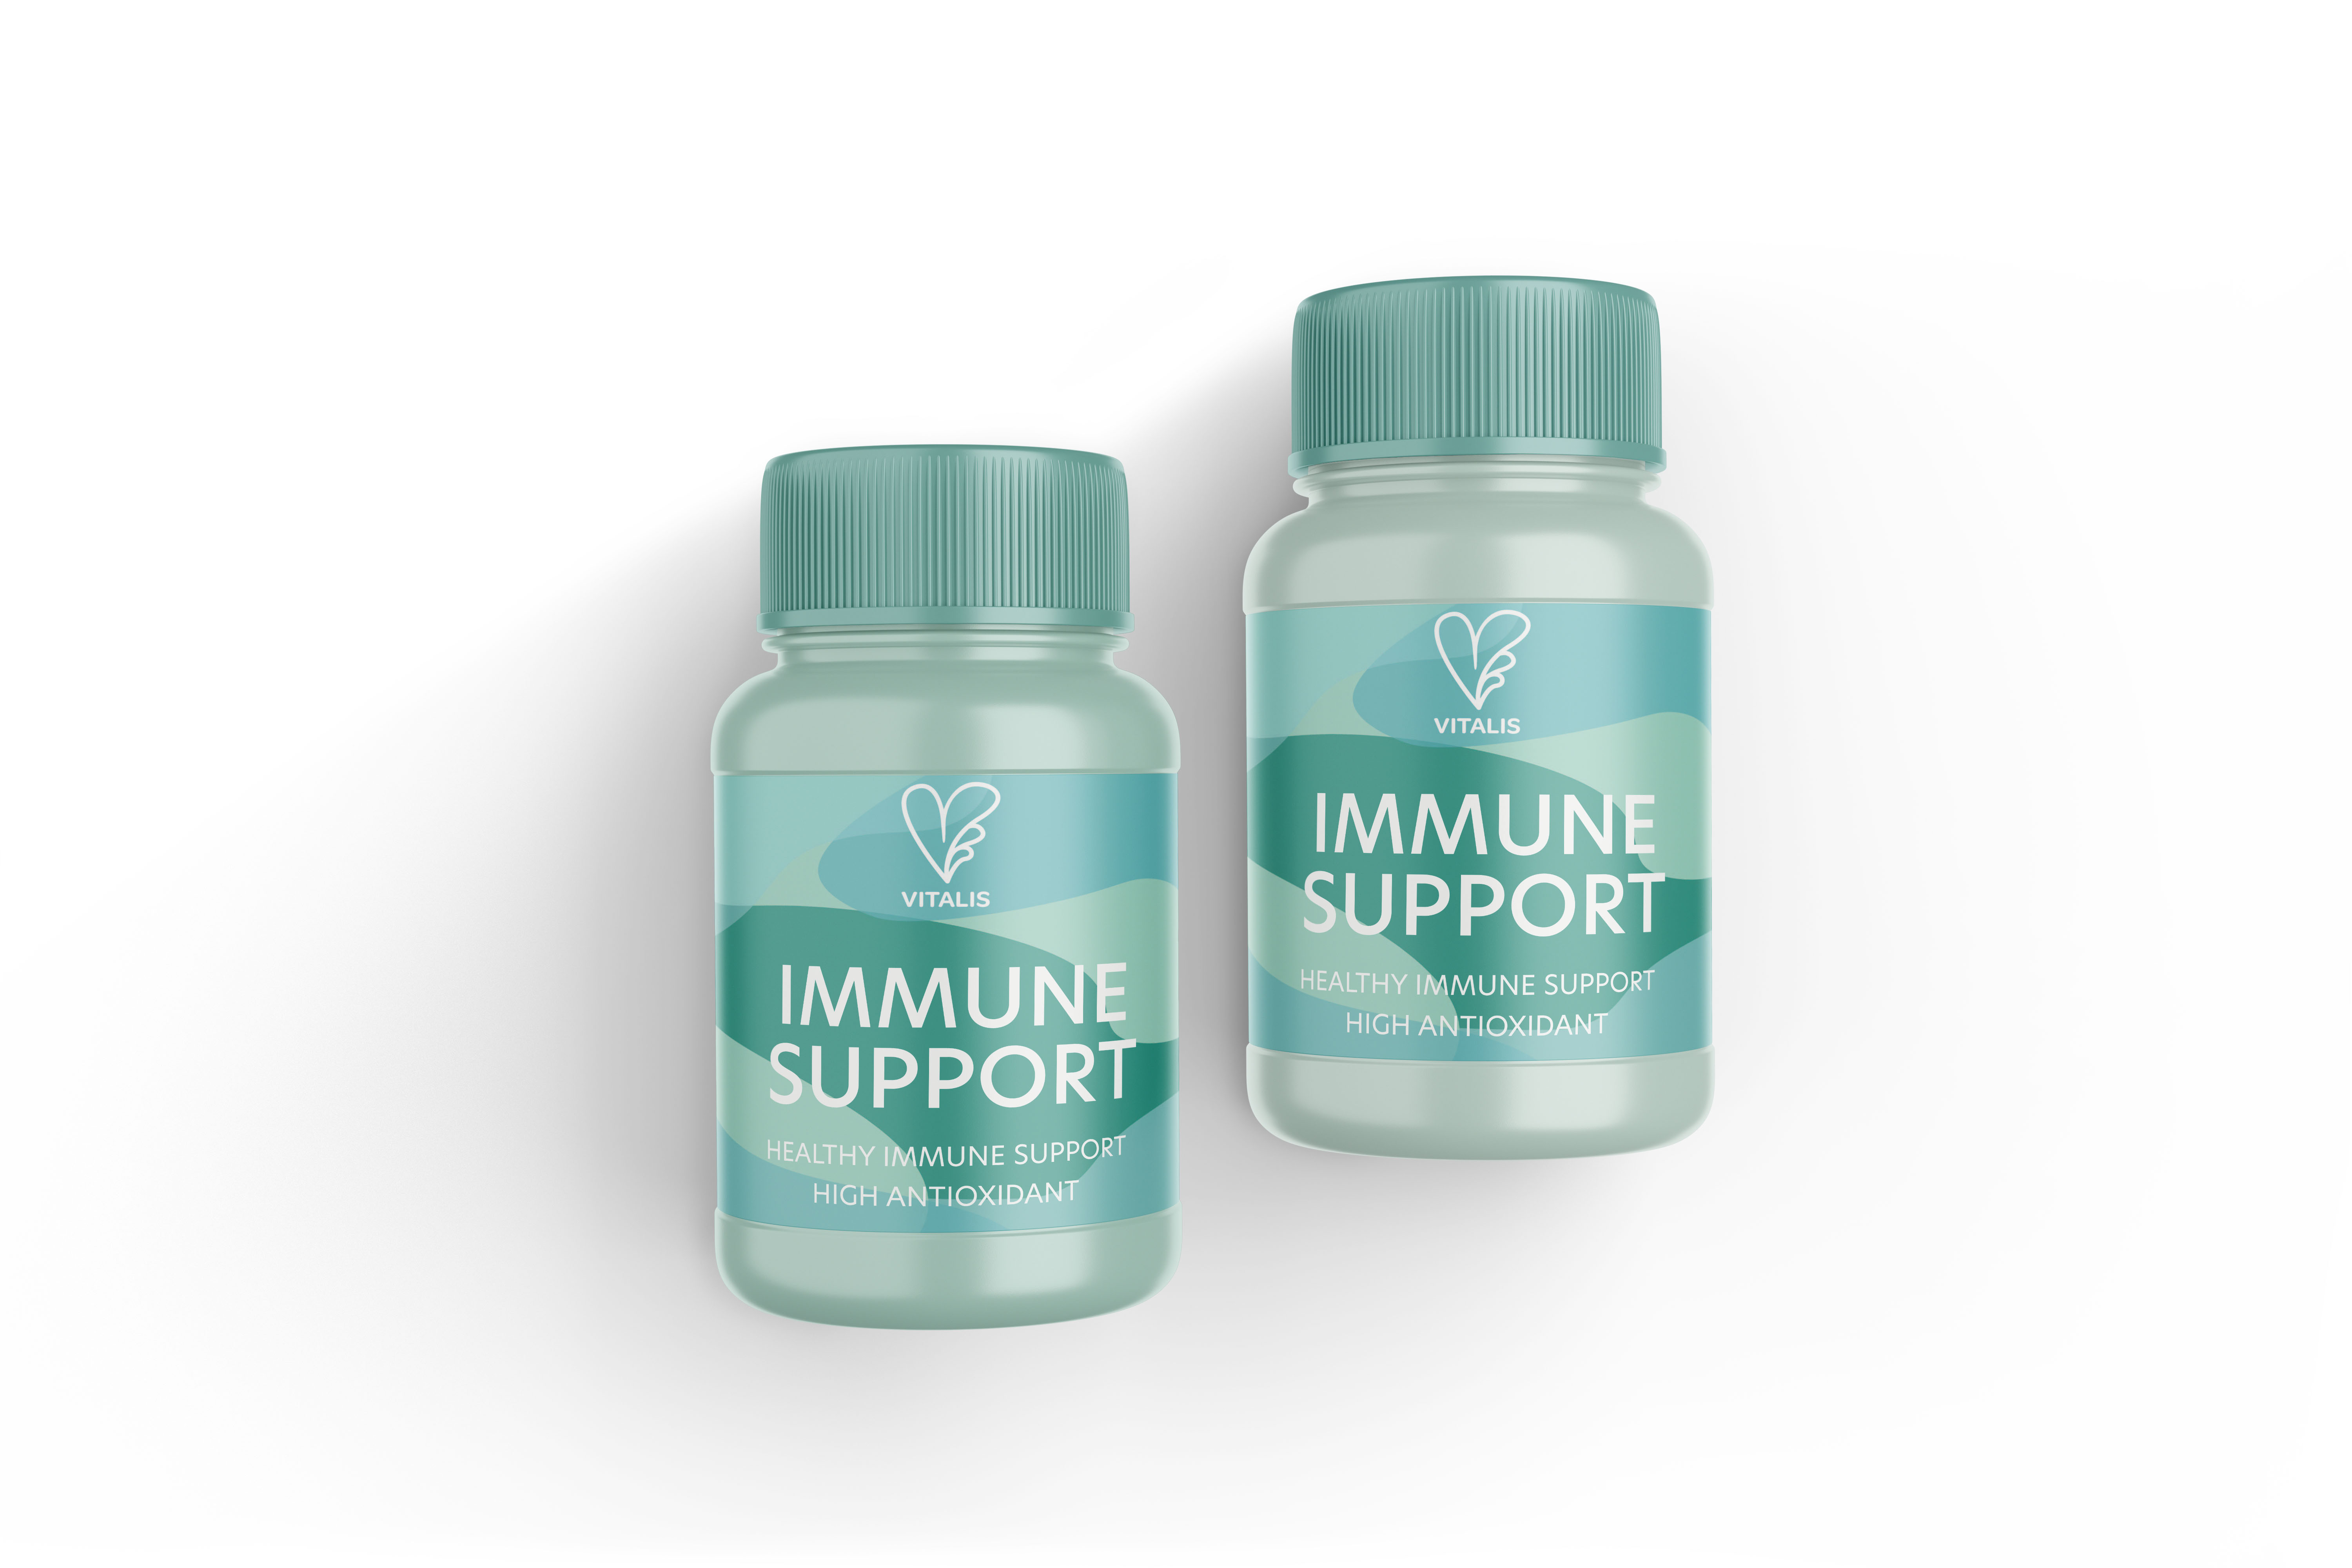 VITALIS
IMMUNE
SUPPORT
HEALTHY IMMUNE SUPPORT
HIGH ANTIOXIDANT
VITALIS
IMMUNE
SUPPORT
HEALTHY IMMUNE SUPPORT
HIGH ANTIOXIDANT